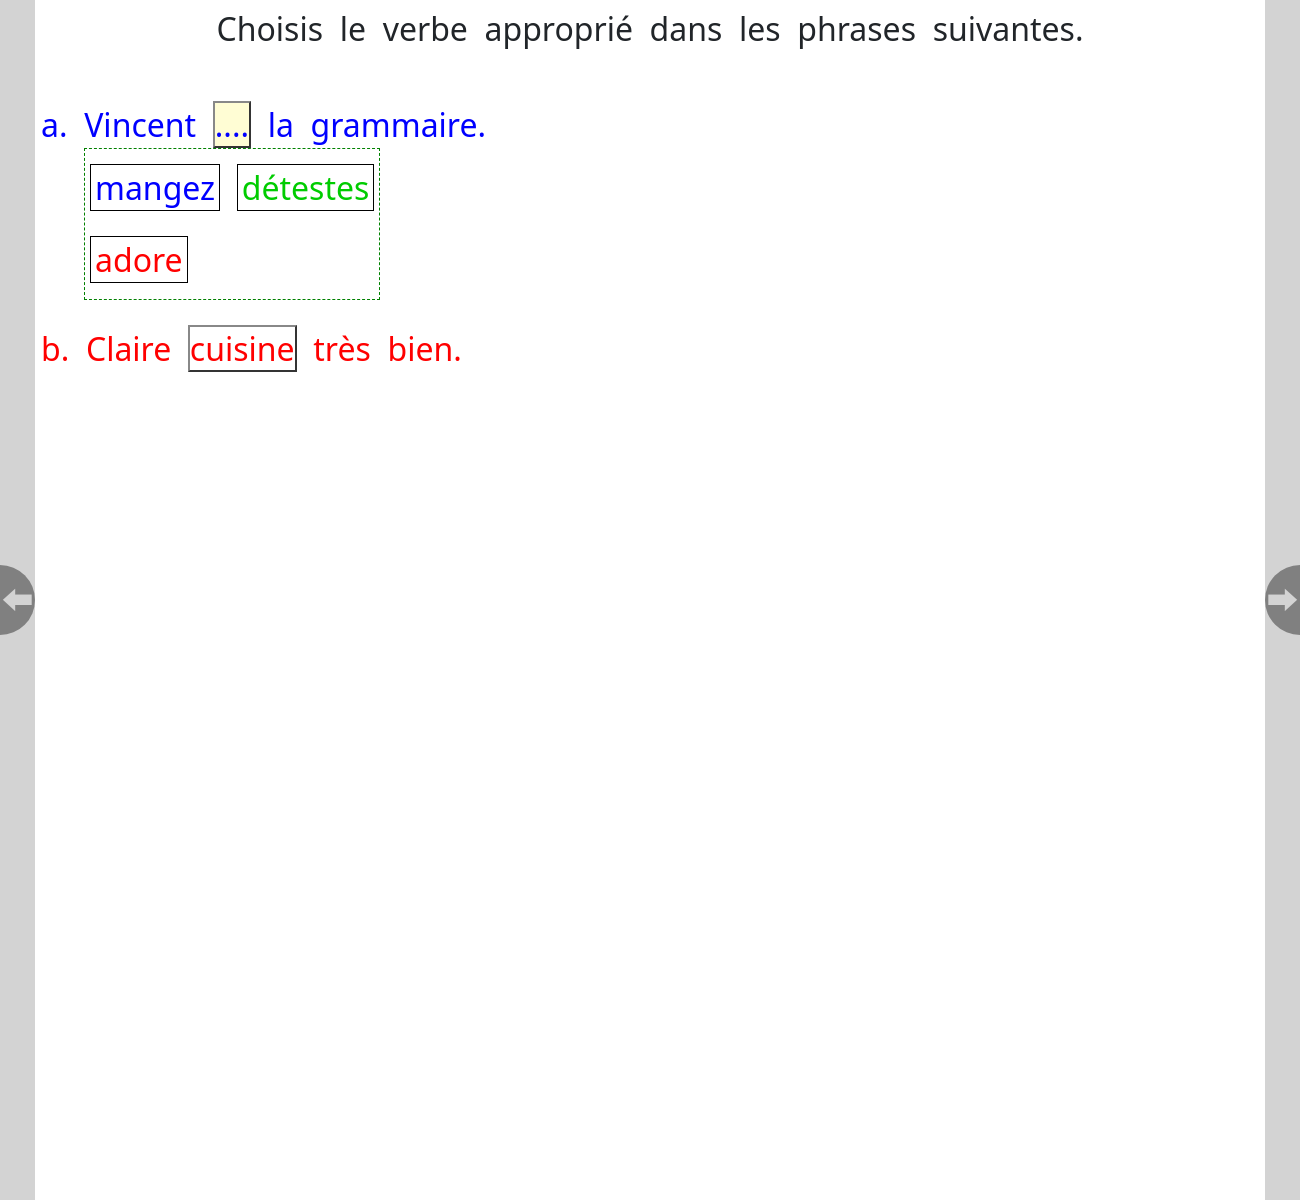 Choisis le verbe approprié dans les phrases suivantes.
a. Vincent .... la grammaire.
mangez détestes
adore
b. Claire cuisine très bien.